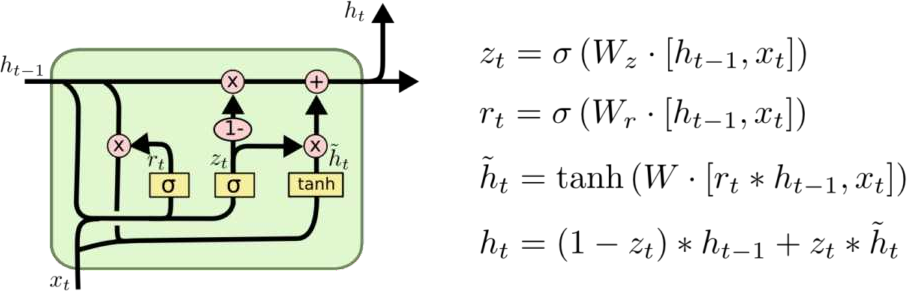 h_t
h_{t-1}
x
+
1-
x
r_t
z_t
x
h̃_t
σ
σ
tanh
x_t
z_t = σ (W_z · [h_{t-1}, x_t])
r_t = σ (W_r · [h_{t-1}, x_t])
h̃_t = tanh (W · [r_t * h_{t-1}, x_t])
h_t = (1 − z_t) * h_{t-1} + z_t * h̃_t